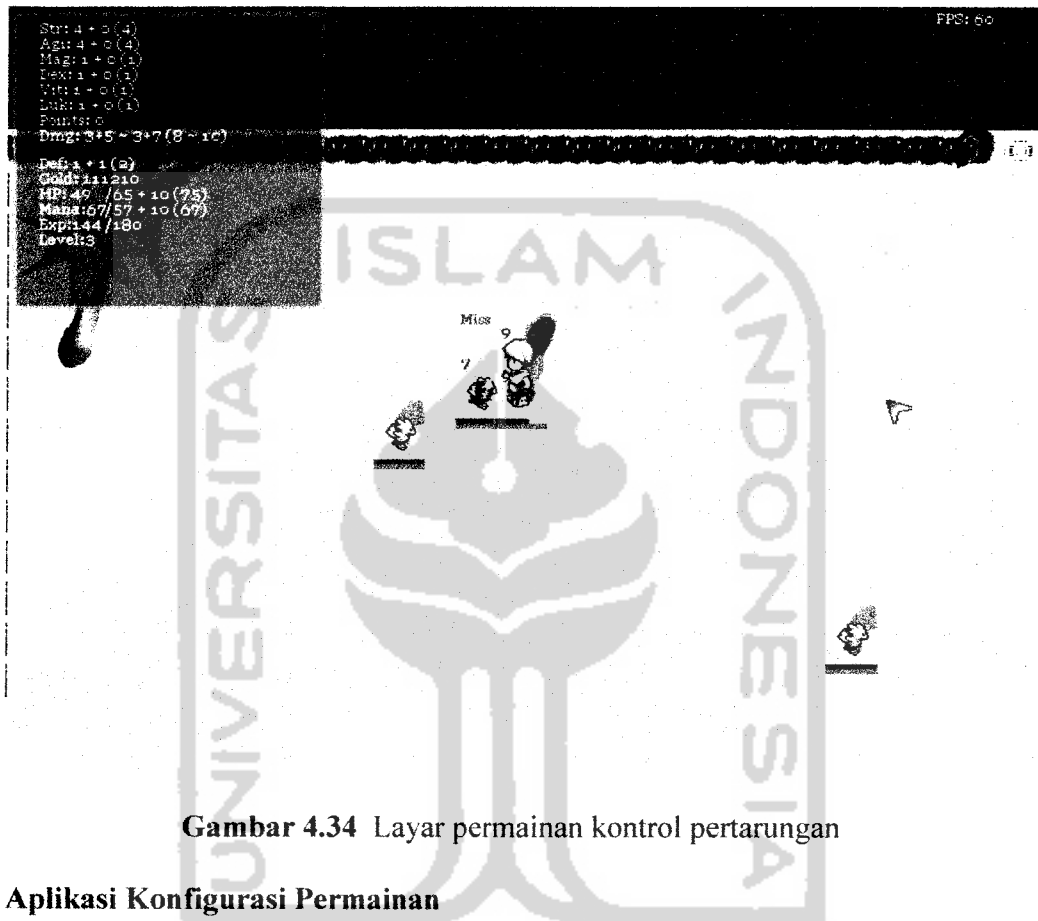 Str: 4 + 0 (4)
Agi: 4 + 0 (4)
Mag: 1 + 0 (1)
Dex: 1 + 0 (1)
Vit: 1 + 0 (1)
Luk: 1 + 0 (1)
Points: 0
Dmg: 3+5 ~ 3+7 (8 ~ 10)
Def: 1 + 1 (2)
Gold: 111210
HP: 49 /65 + 10 (75)
Mana: 67/57 + 10 (67)
Exp: 144/180
Level: 3
FPS: 60
Miss
9
7
UNIVERSITAS
ISLAM
INDONESIA
Gambar 4.34 Layar permainan kontrol pertarungan
Aplikasi Konfigurasi Permainan